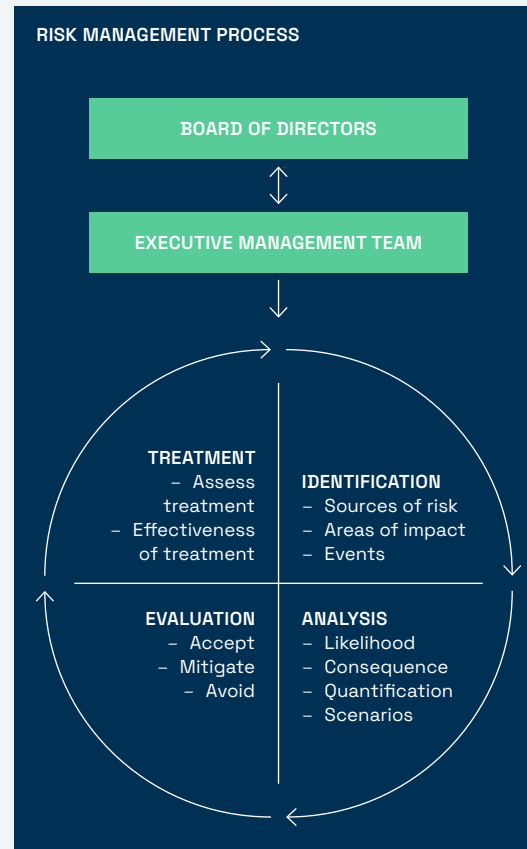 RISK MANAGEMENT PROCESS
BOARD OF DIRECTORS
EXECUTIVE MANAGEMENT TEAM
TREATMENT
– Assess
treatment
– Effectiveness
of treatment
IDENTIFICATION
– Sources of risk
– Areas of impact
– Events
EVALUATION
– Accept
– Mitigate
– Avoid
ANALYSIS
– Likelihood
– Consequence
– Quantification
– Scenarios